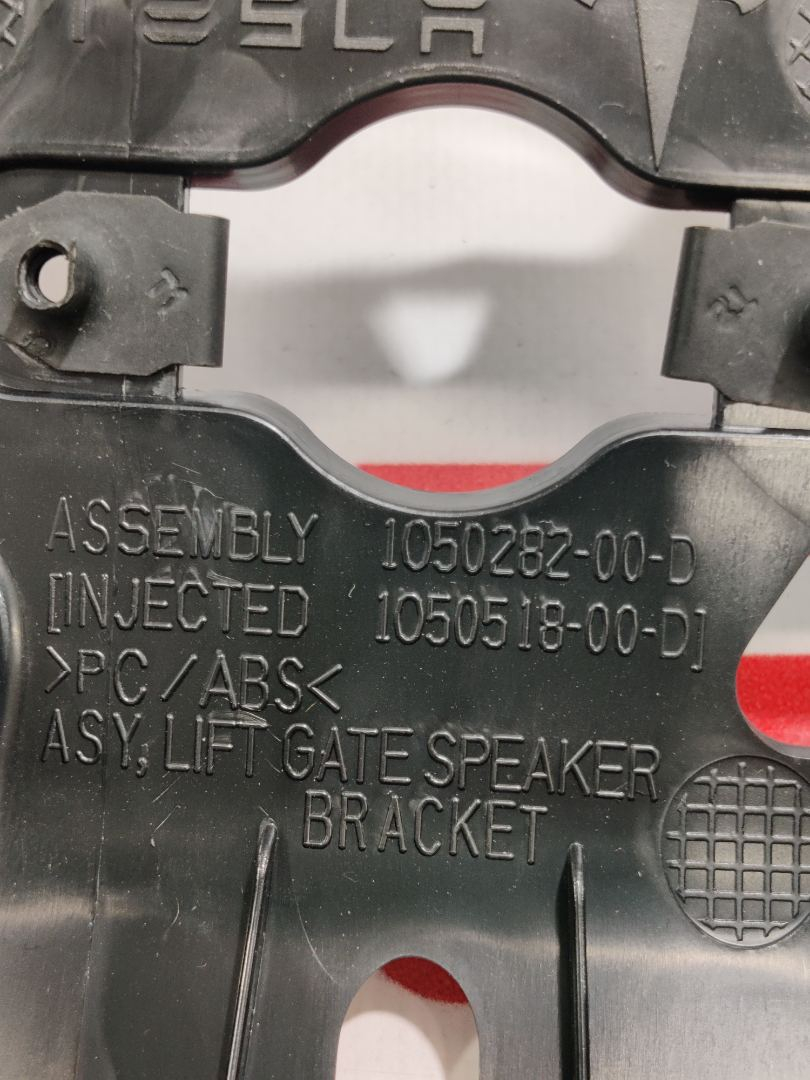 TESLA
ASSEMBLY 1050282-00-D
[INJECTED 1050518-00-D]
>PC/ABS<
ASY, LIFT GATE SPEAKER
BRACKET